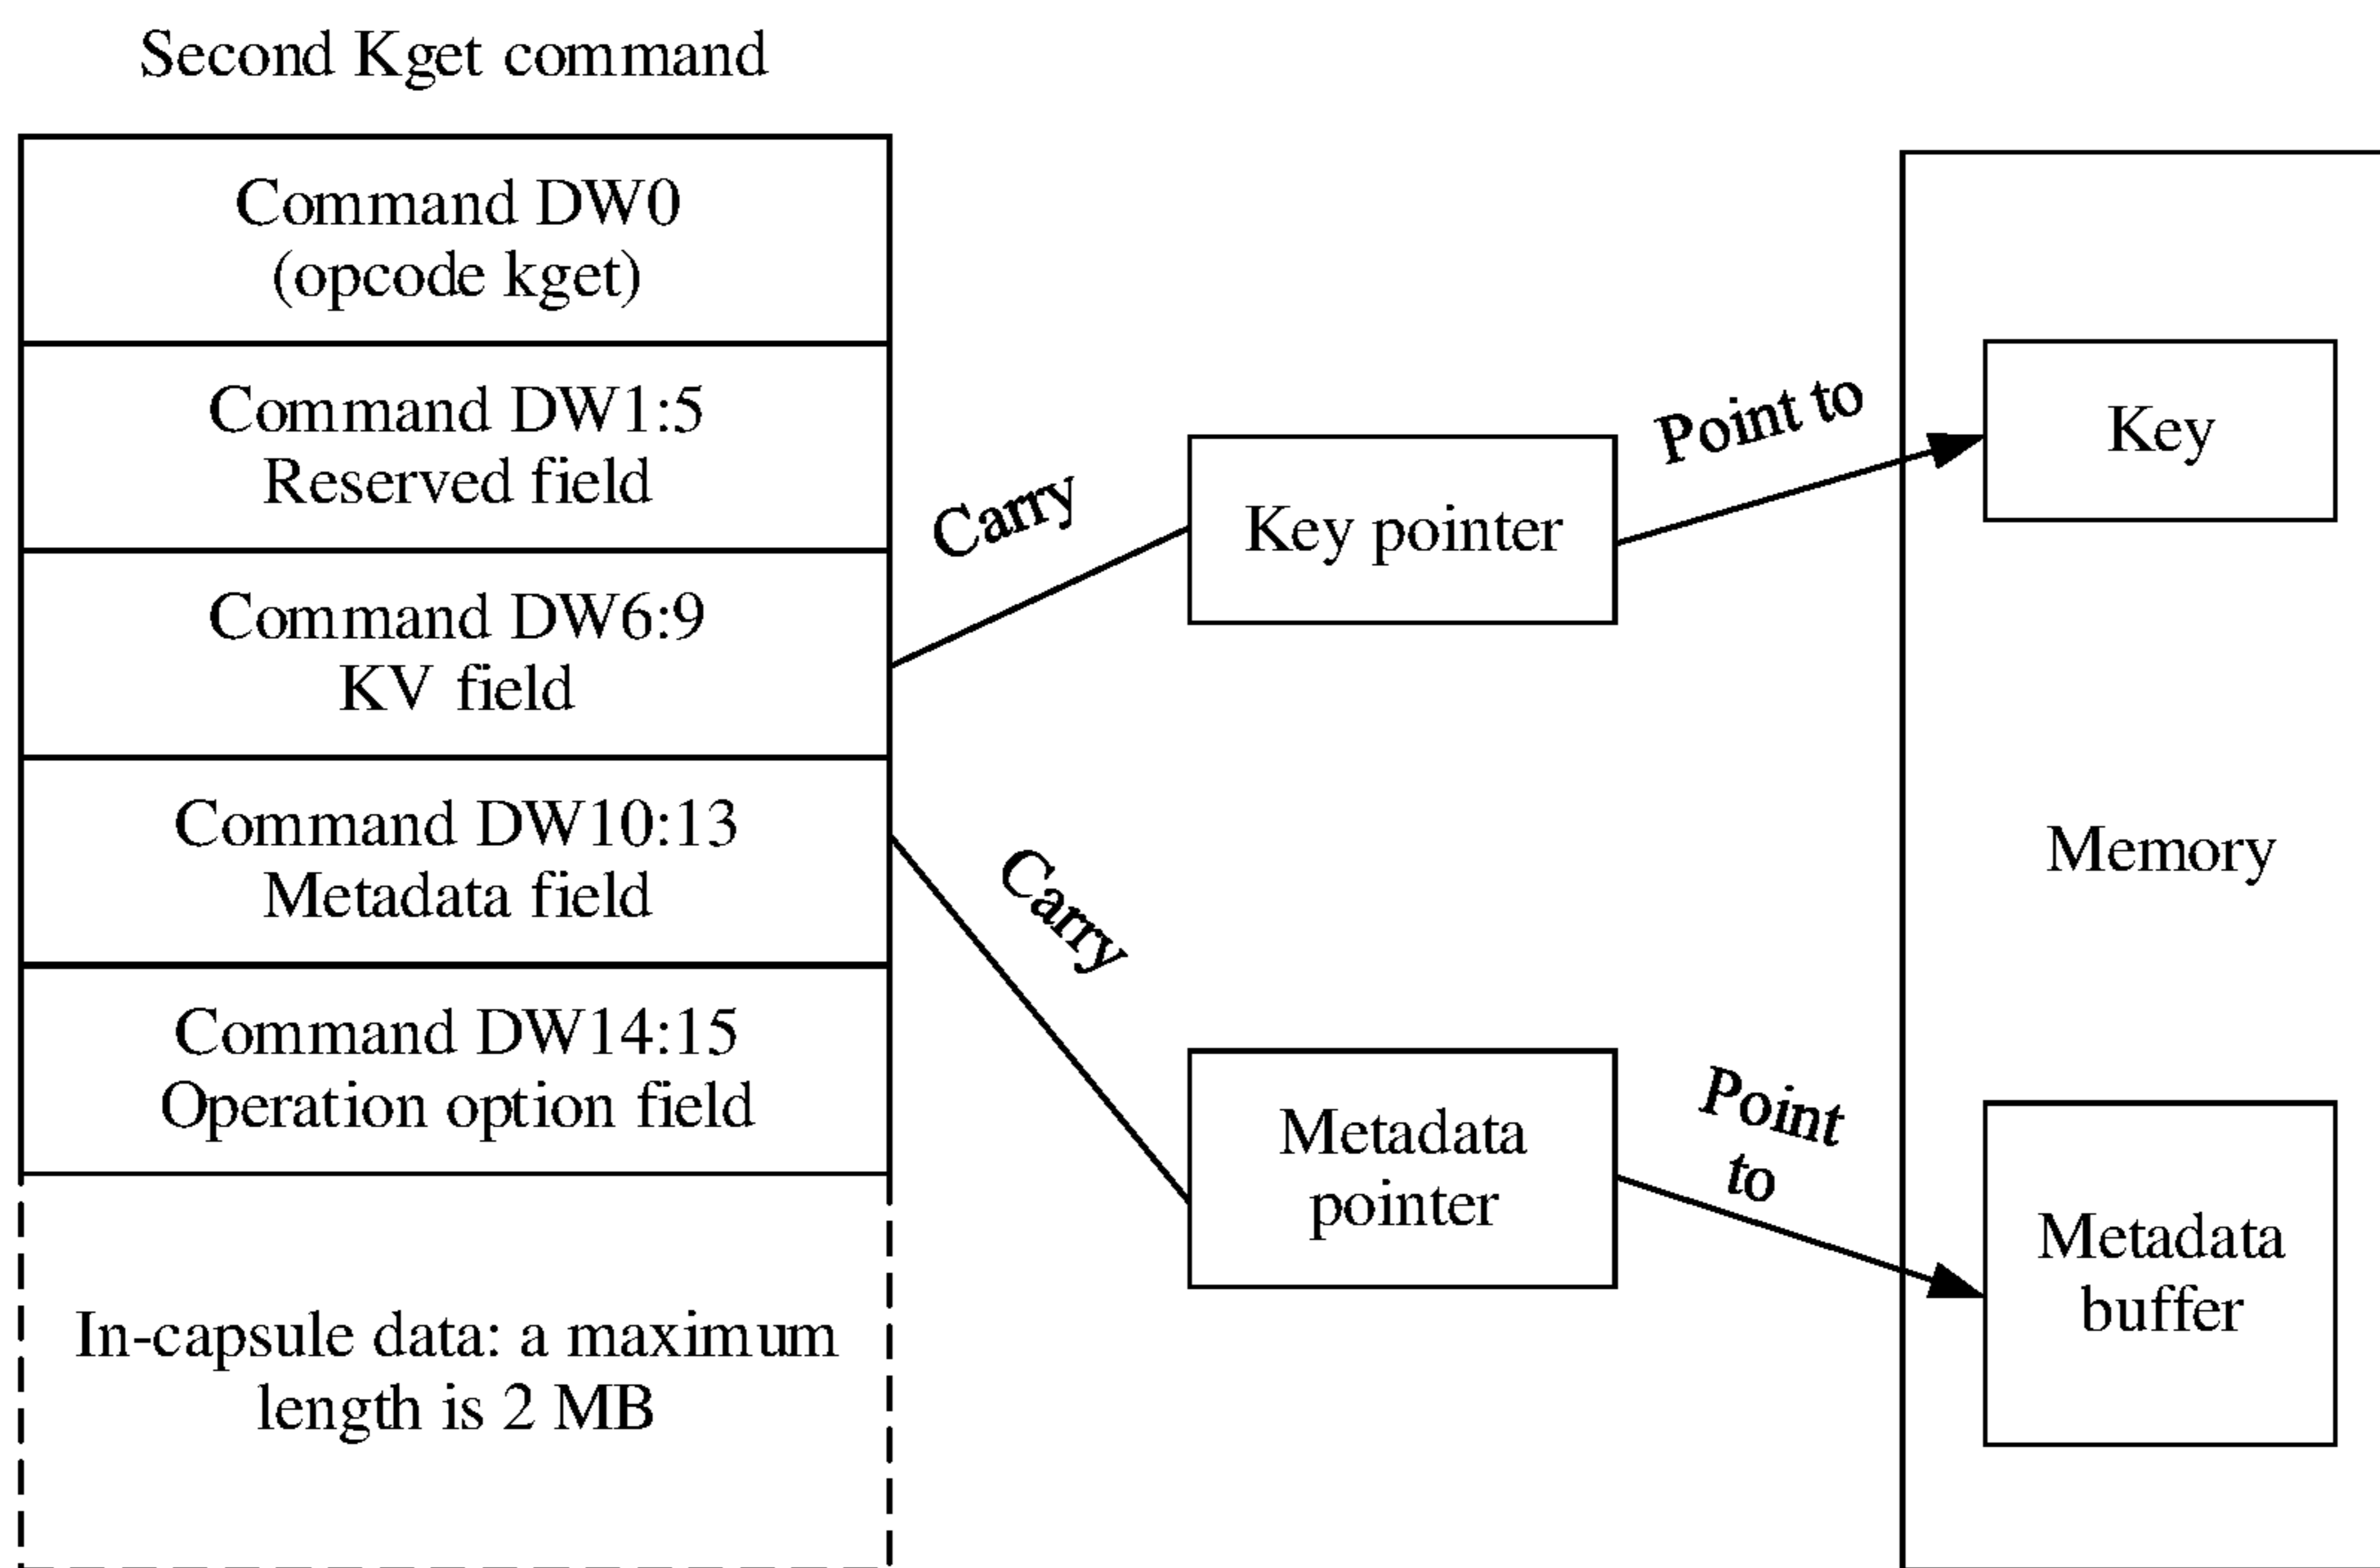 Second Kget command
Command DW0
(opcode kget)
Command DW1:5
Reserved field
Command DW6:9
KV field
Command DW10:13
Metadata field
Command DW14:15
Operation option field
In-capsule data: a maximum
length is 2 MB
Carry
Key pointer
Point to
Key
Memory
Carry
Metadata
pointer
Point
to
Metadata
buffer